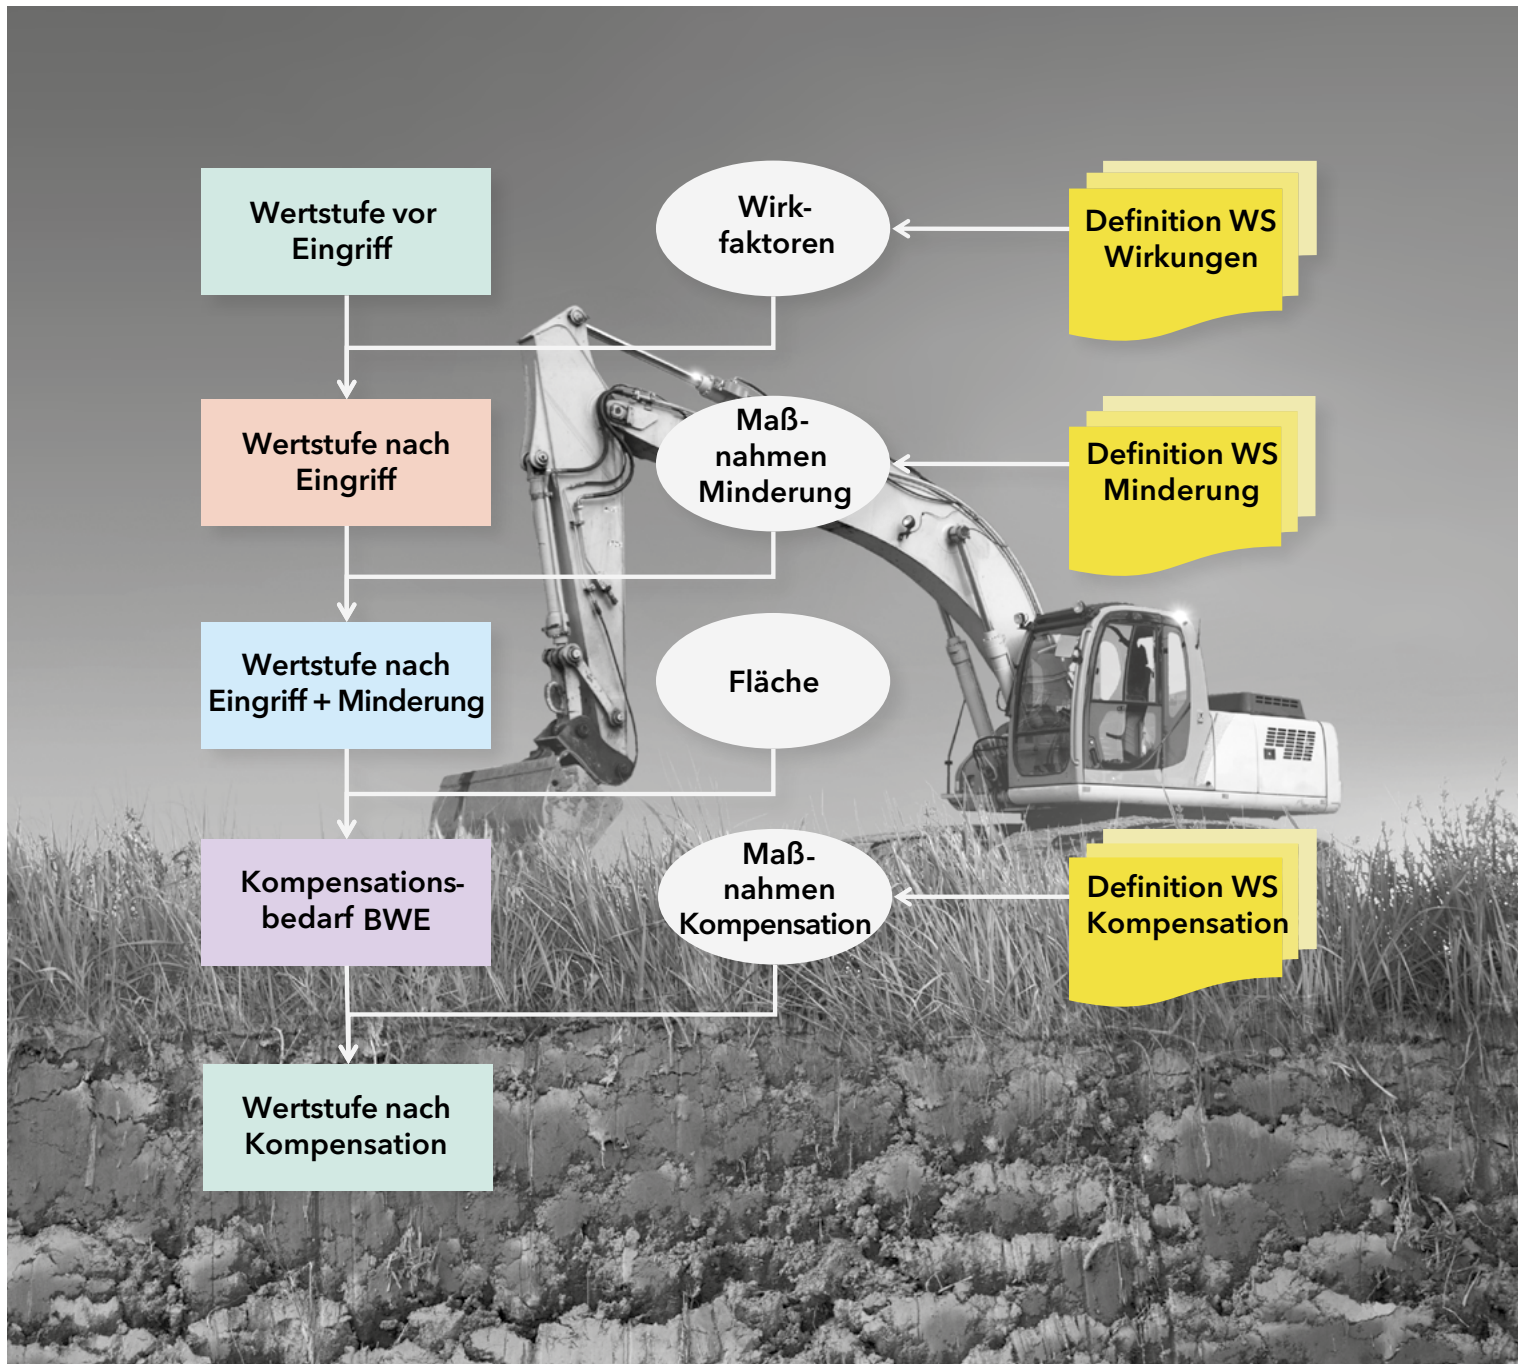 Wertstufe vor
Eingriff
Wirk-
faktoren
Definition WS
Wirkungen
Wertstufe nach
Eingriff
Maß-
nahmen
Minderung
Definition WS
Minderung
Wertstufe nach
Eingriff + Minderung
Fläche
Kompensations-
bedarf BWE
Maß-
nahmen
Kompensation
Definition WS
Kompensation
Wertstufe nach
Kompensation